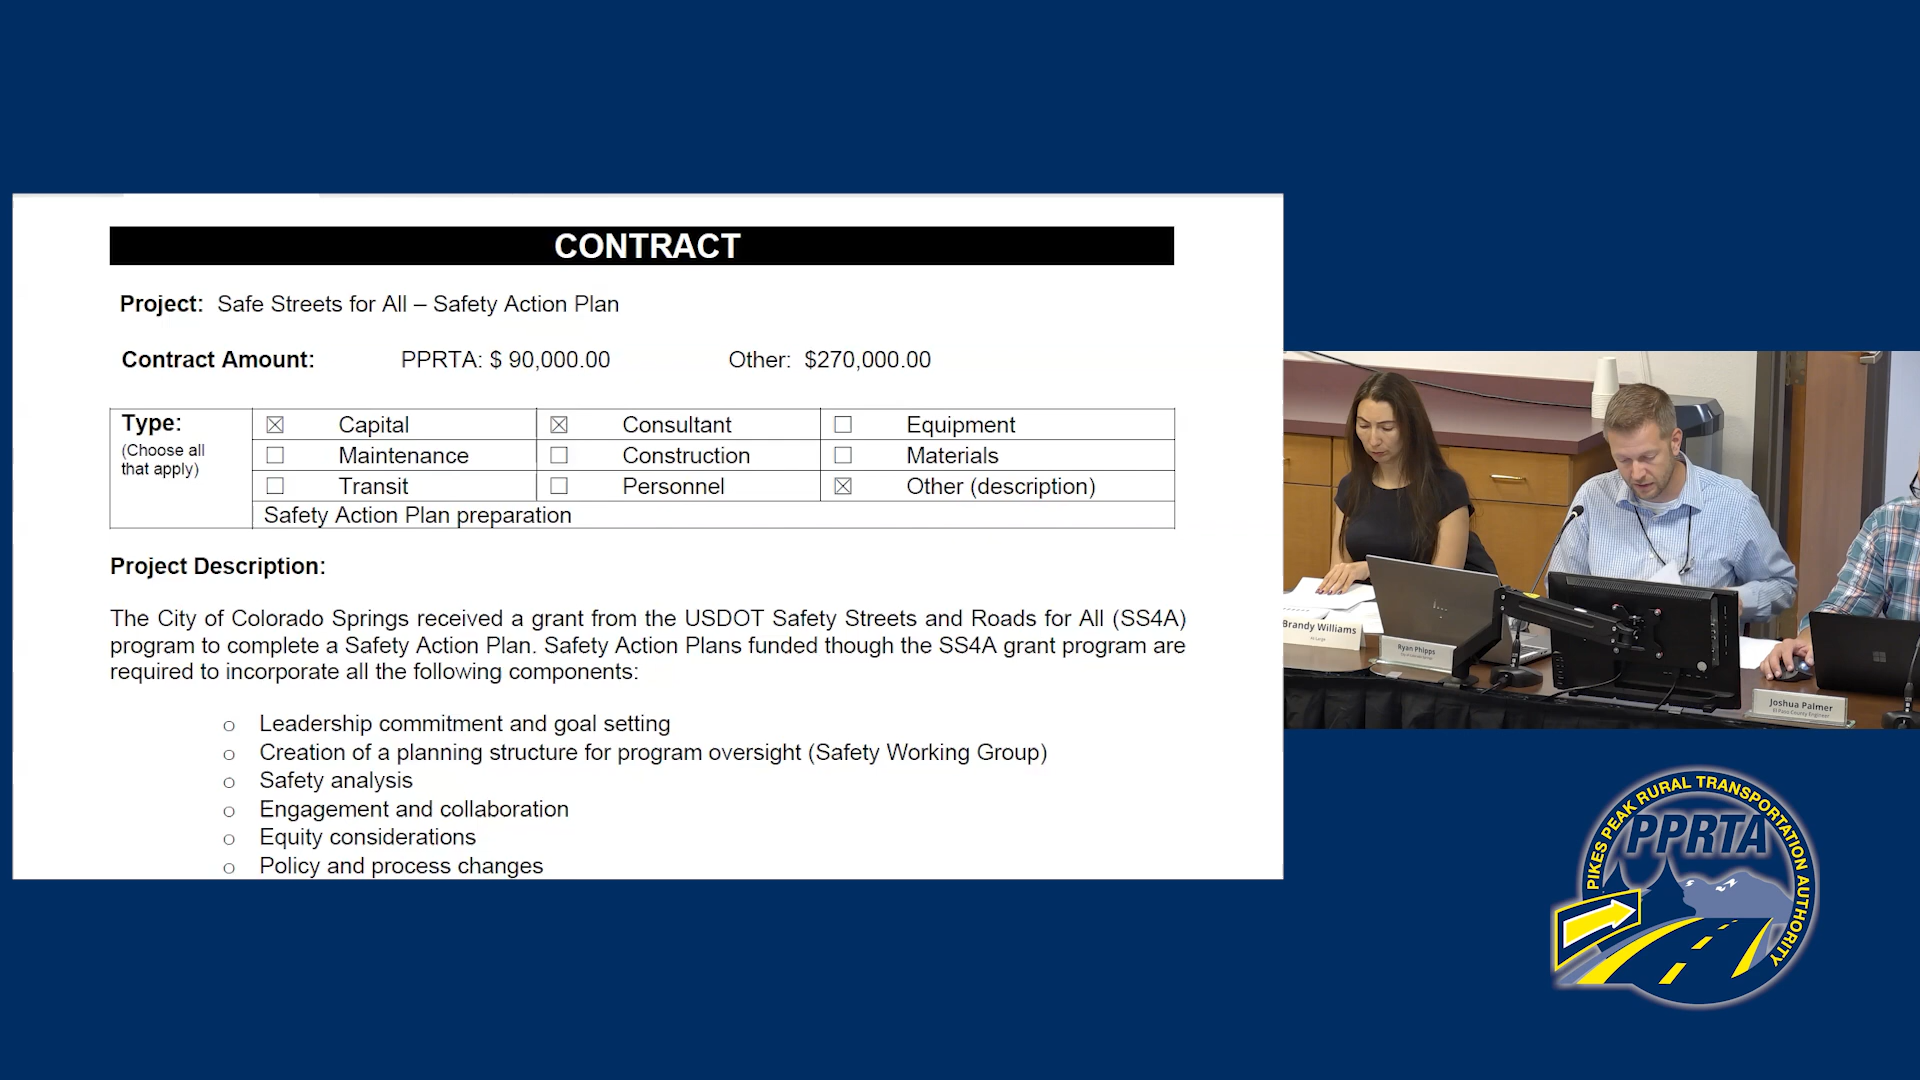 CONTRACT
Project: Safe Streets for All – Safety Action Plan
Contract Amount: PPRTA: $ 90,000.00 Other: $270,000.00
Type: ☒ Capital ☒ Consultant ☐ Equipment
(Choose all
that apply)
☐ Maintenance ☐ Construction ☐ Materials
☐ Transit ☐ Personnel ☒ Other (description)
Safety Action Plan preparation
Project Description:
The City of Colorado Springs received a grant from the USDOT Safety Streets and Roads for All (SS4A)
program to complete a Safety Action Plan. Safety Action Plans funded though the SS4A grant program are
required to incorporate all the following components:
o Leadership commitment and goal setting
o Creation of a planning structure for program oversight (Safety Working Group)
o Safety analysis
o Engagement and collaboration
o Equity considerations
o Policy and process changes
Brandy Williams
Ryan Phipps
Joshua Palmer
El Paso County Engineer
PIKES PEAK RURAL TRANSPORTATION AUTHORITY
PPRTA